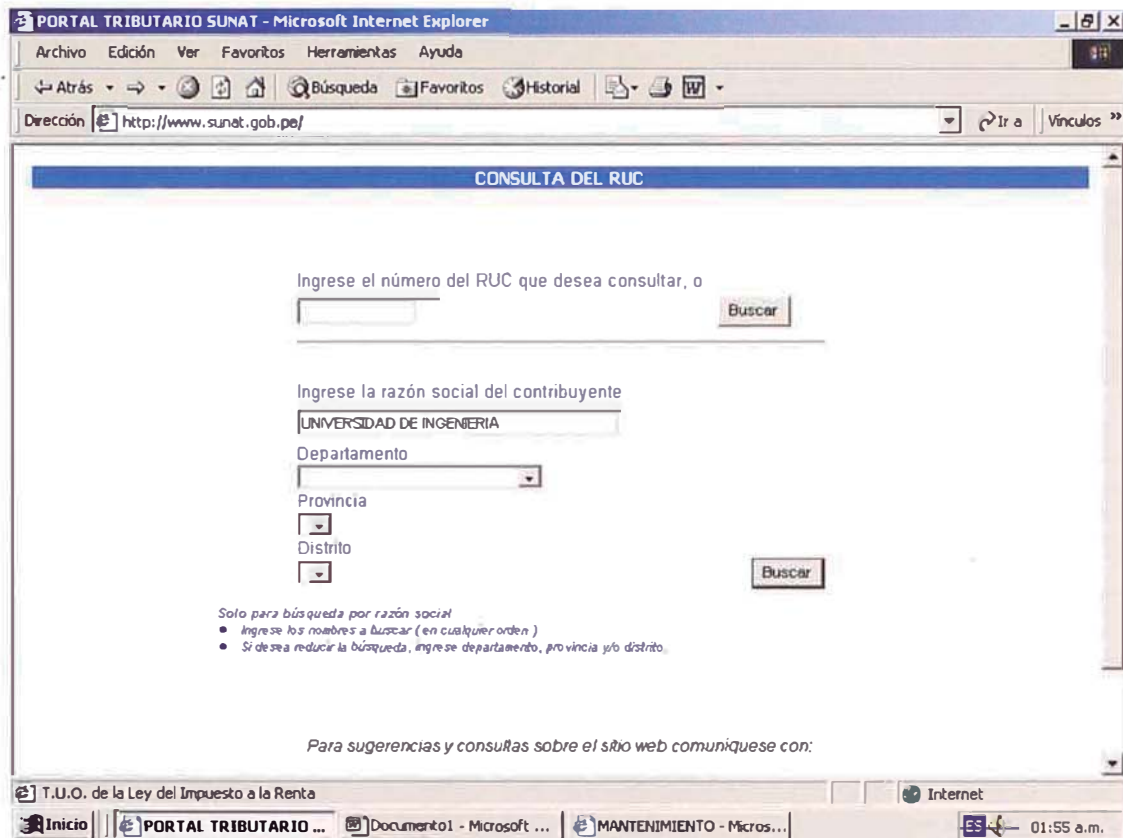 PORTAL TRIBUTARIO SUNAT - Microsoft Internet Explorer
Archivo Edición Ver Favoritos Herramientas Ayuda
Atrás Búsqueda Favoritos Historial
Dirección http://www.sunat.gob.pe/ Ir a Vínculos »
CONSULTA DEL RUC
Ingrese el número del RUC que desea consultar, o
Buscar
Ingrese la razón social del contribuyente
UNIVERSIDAD DE INGENIERIA
Departamento
Provincia
Distrito
Buscar
Solo para búsqueda por razón social
• Ingrese los nombres a buscar ( en cualquier orden )
• Si desea reducir la búsqueda, ingrese departamento, provincia y/o distrito.
Para sugerencias y consultas sobre el sitio web comuniquese con:
T.U.O. de la Ley del Impuesto a la Renta Internet
Inicio PORTAL TRIBUTARIO ... Documento1 - Microsoft ... MANTENIMIENTO - Micros... ES 01:55 a.m.